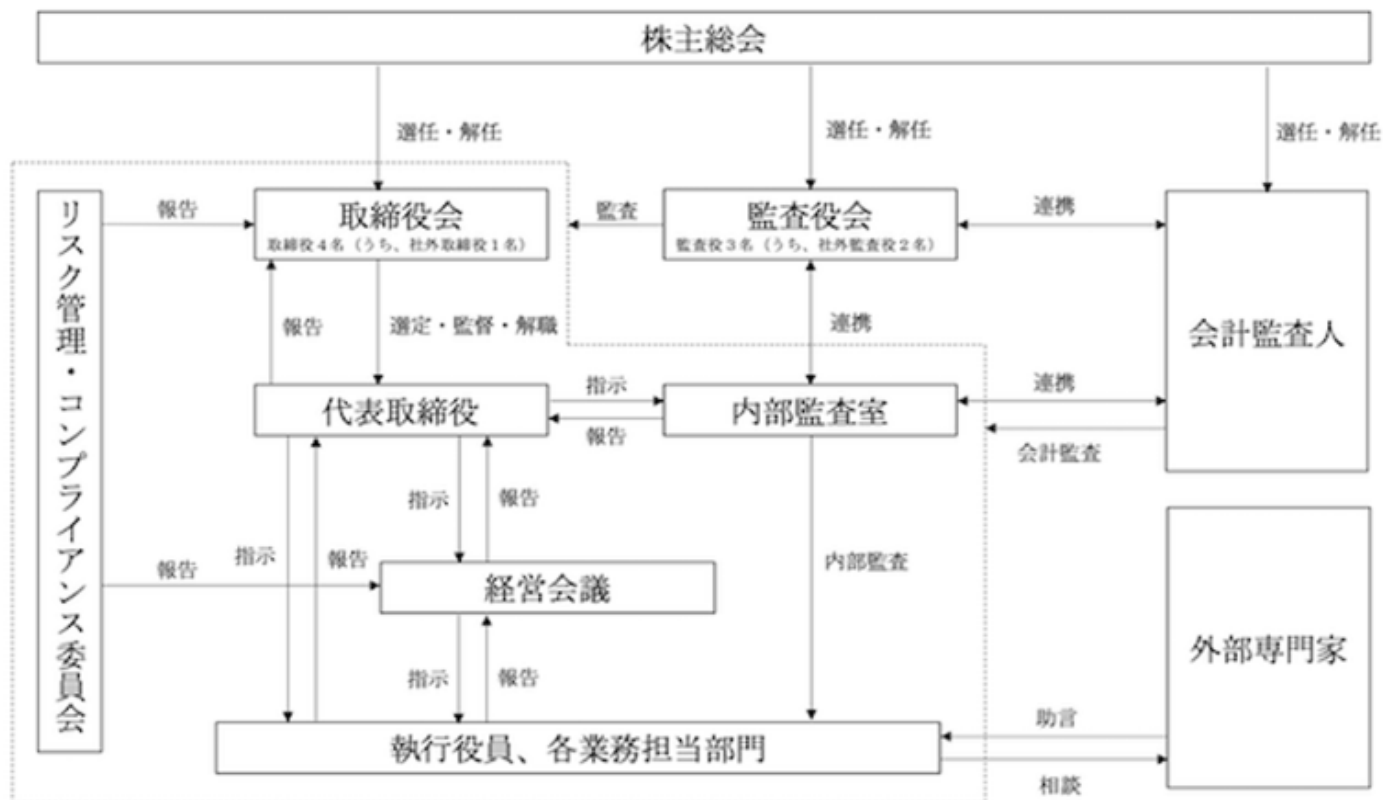 株主総会
選任・解任
選任・解任
選任・解任
リスク管理・コンプライアンス委員会
報告
取締役会
取締役4名（うち、社外取締役1名）
監査
監査役会
監査役3名（うち、社外監査役2名）
連携
会計監査人
報告
選定・監督・解職
連携
代表取締役
指示
報告
内部監査室
連携
会計監査
指示
報告
指示
報告
内部監査
報告
経営会議
外部専門家
指示
報告
執行役員、各業務担当部門
助言
相談